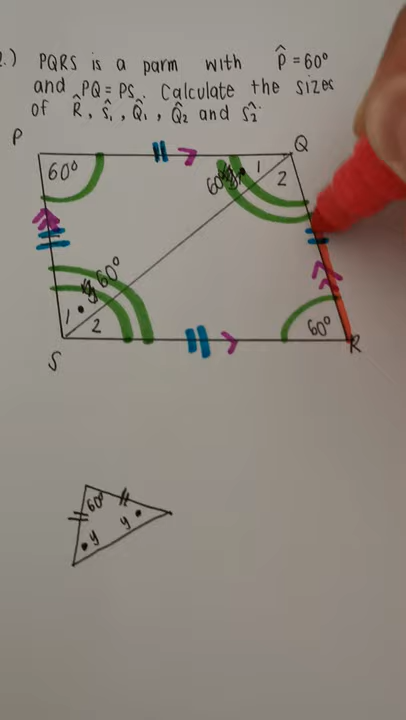 2.) PQRS is a parm with P̂ = 60°
and PQ = PS. Calculate the sizes
of R̂, Ŝ₁, Q̂₁, Q̂₂ and Ŝ₂.
P
Q
60°
1
60°
2
60°
1
2
60°
S
R
60°
y
y